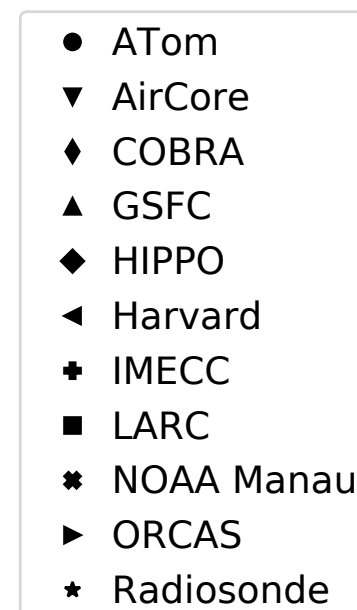 ATom
AirCore
COBRA
GSFC
HIPPO
Harvard
IMECC
LARC
NOAA Manau
ORCAS
Radiosonde